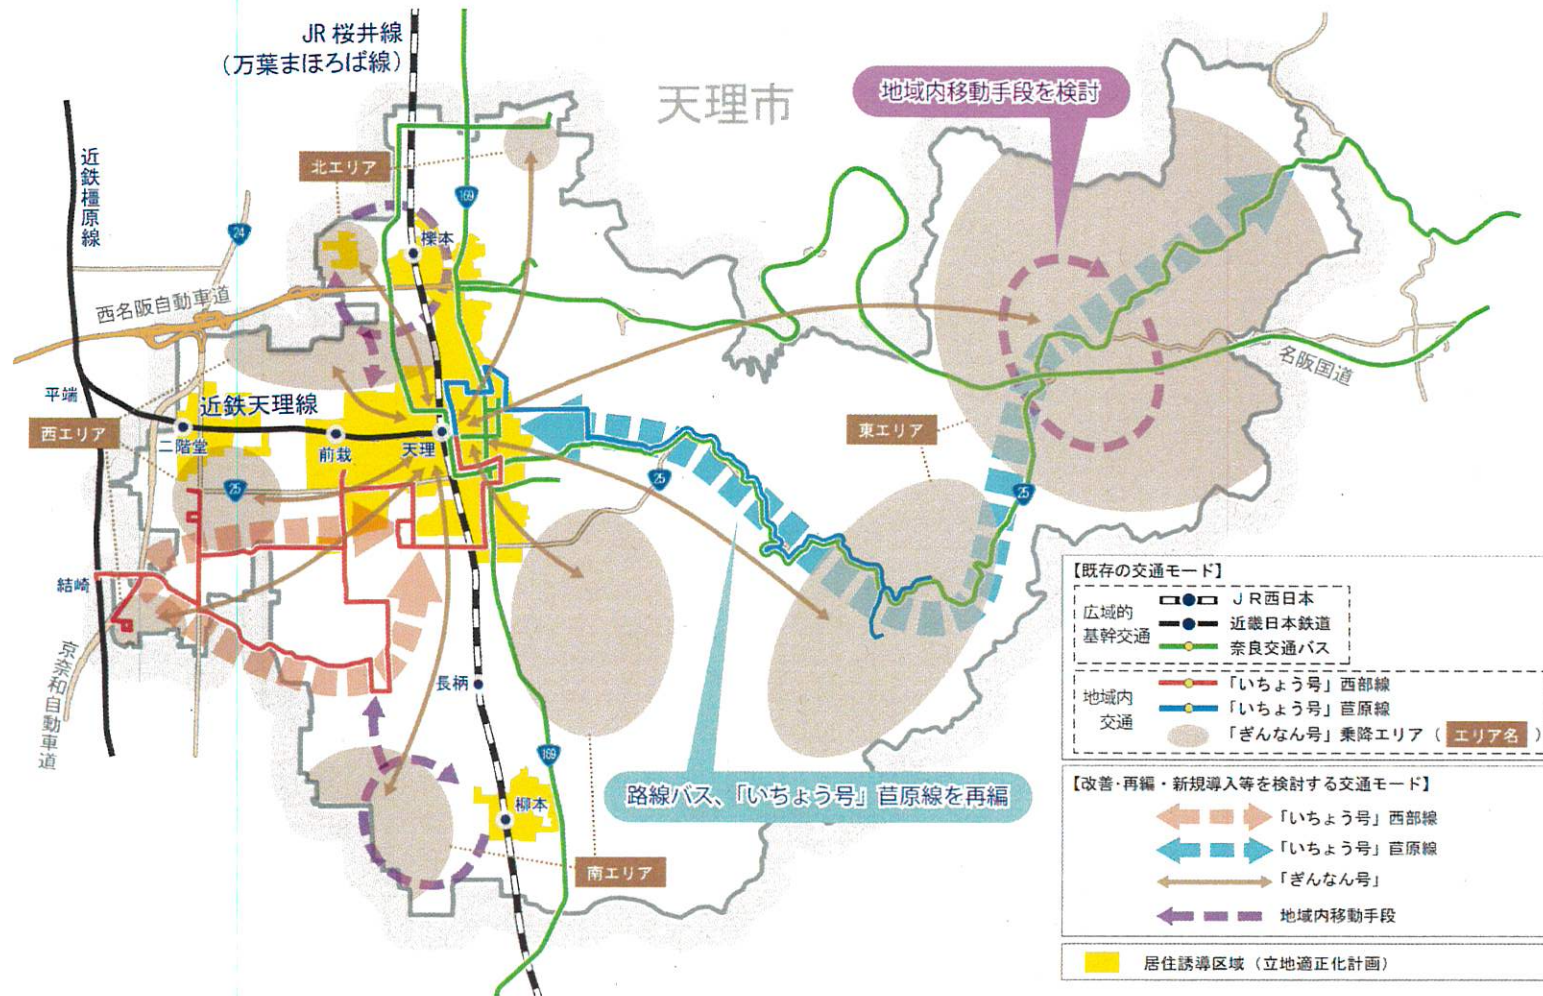 JR 桜井線
(万葉まほろば線)
天理市
地域内移動手段を検討
近鉄橿原線
北エリア
169
24
櫟本
西名阪自動車道
名阪国道
平端
近鉄天理線
西エリア
二階堂
前栽
天理
東エリア
25
25
25
結崎
京奈和自動車道
長柄
169
路線バス、「いちょう号」苣原線を再編
柳本
南エリア
【既存の交通モード】
広域的
基幹交通
JR西日本
近畿日本鉄道
奈良交通バス
地域内
交通
「いちょう号」西部線
「いちょう号」苣原線
「ぎんなん号」乗降エリア（ エリア名 ）
【改善・再編・新規導入等を検討する交通モード】
「いちょう号」西部線
「いちょう号」苣原線
「ぎんなん号」
地域内移動手段
居住誘導区域（立地適正化計画）